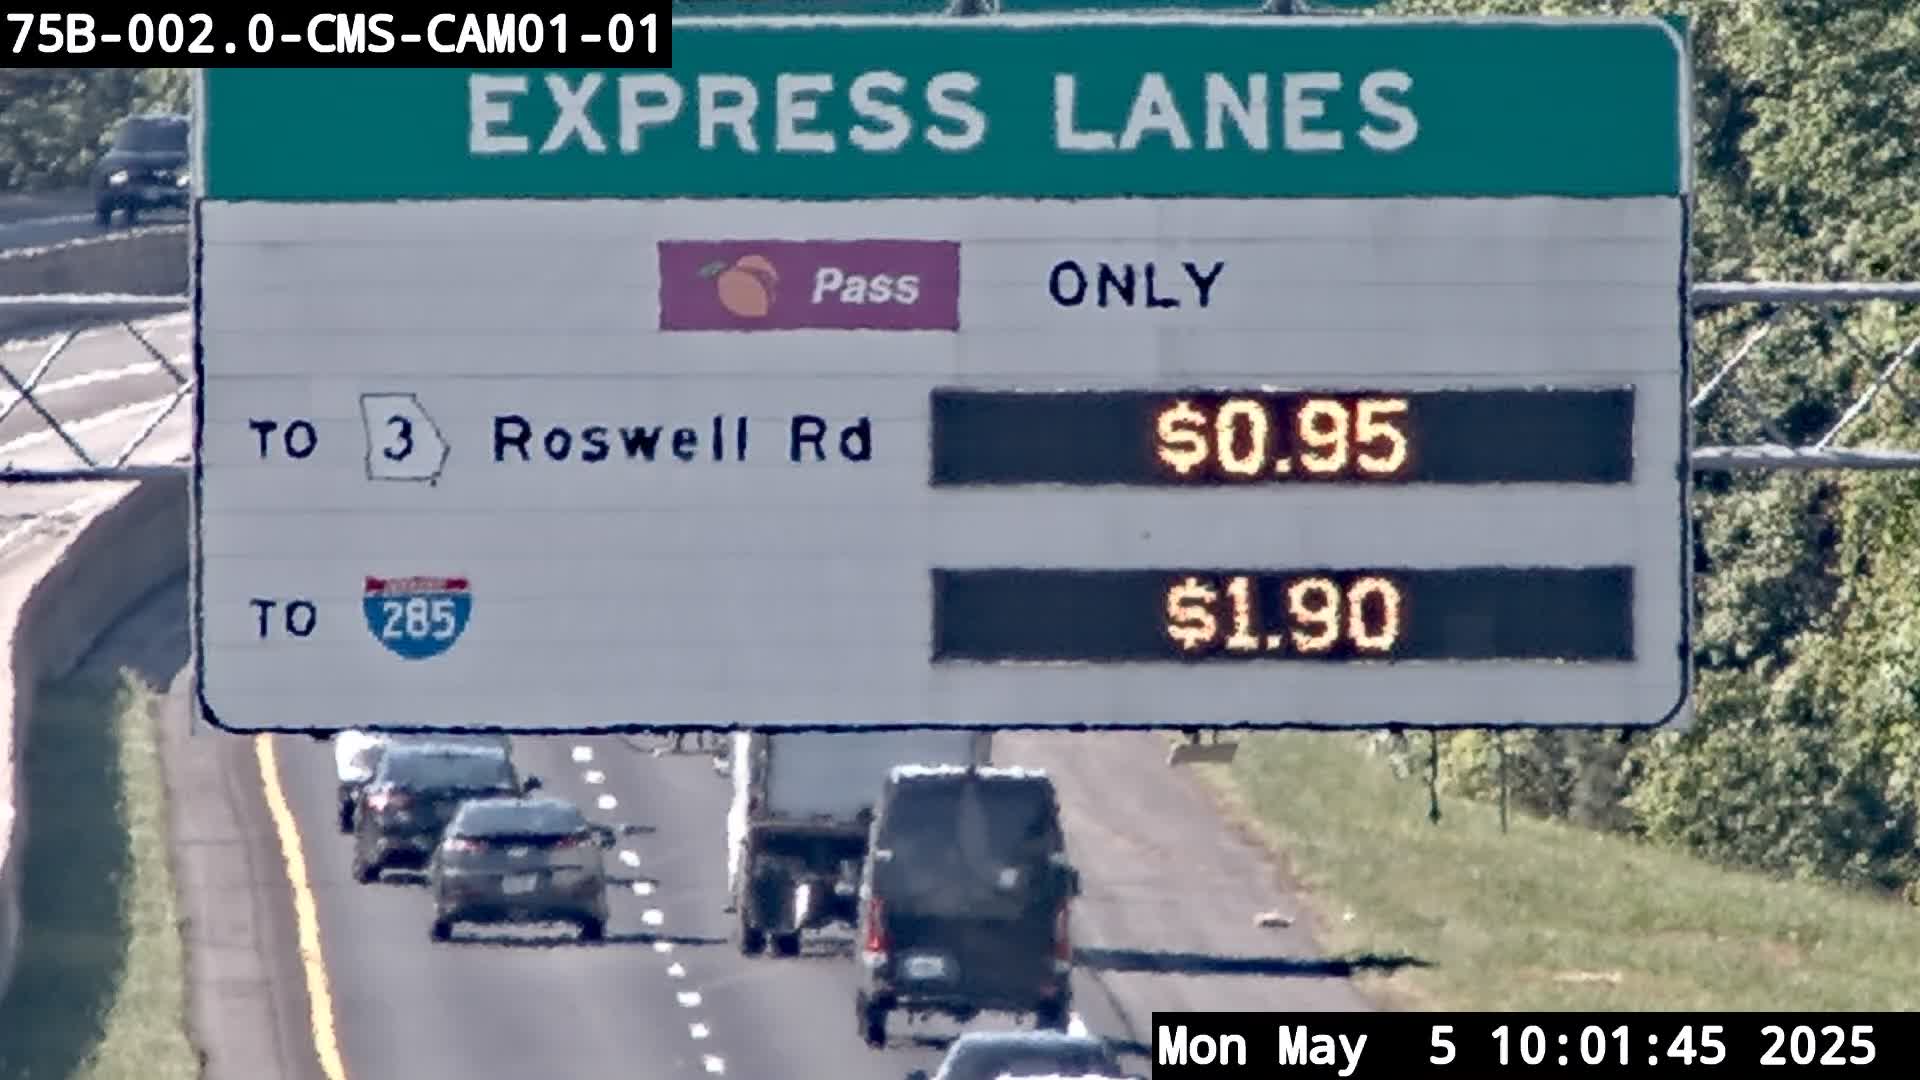 75B-002.0-CMS-CAM01-01
EXPRESS LANES
Pass ONLY
TO 3 Roswell Rd $0.95
TO 285 $1.90
Mon May 5 10:01:45 2025